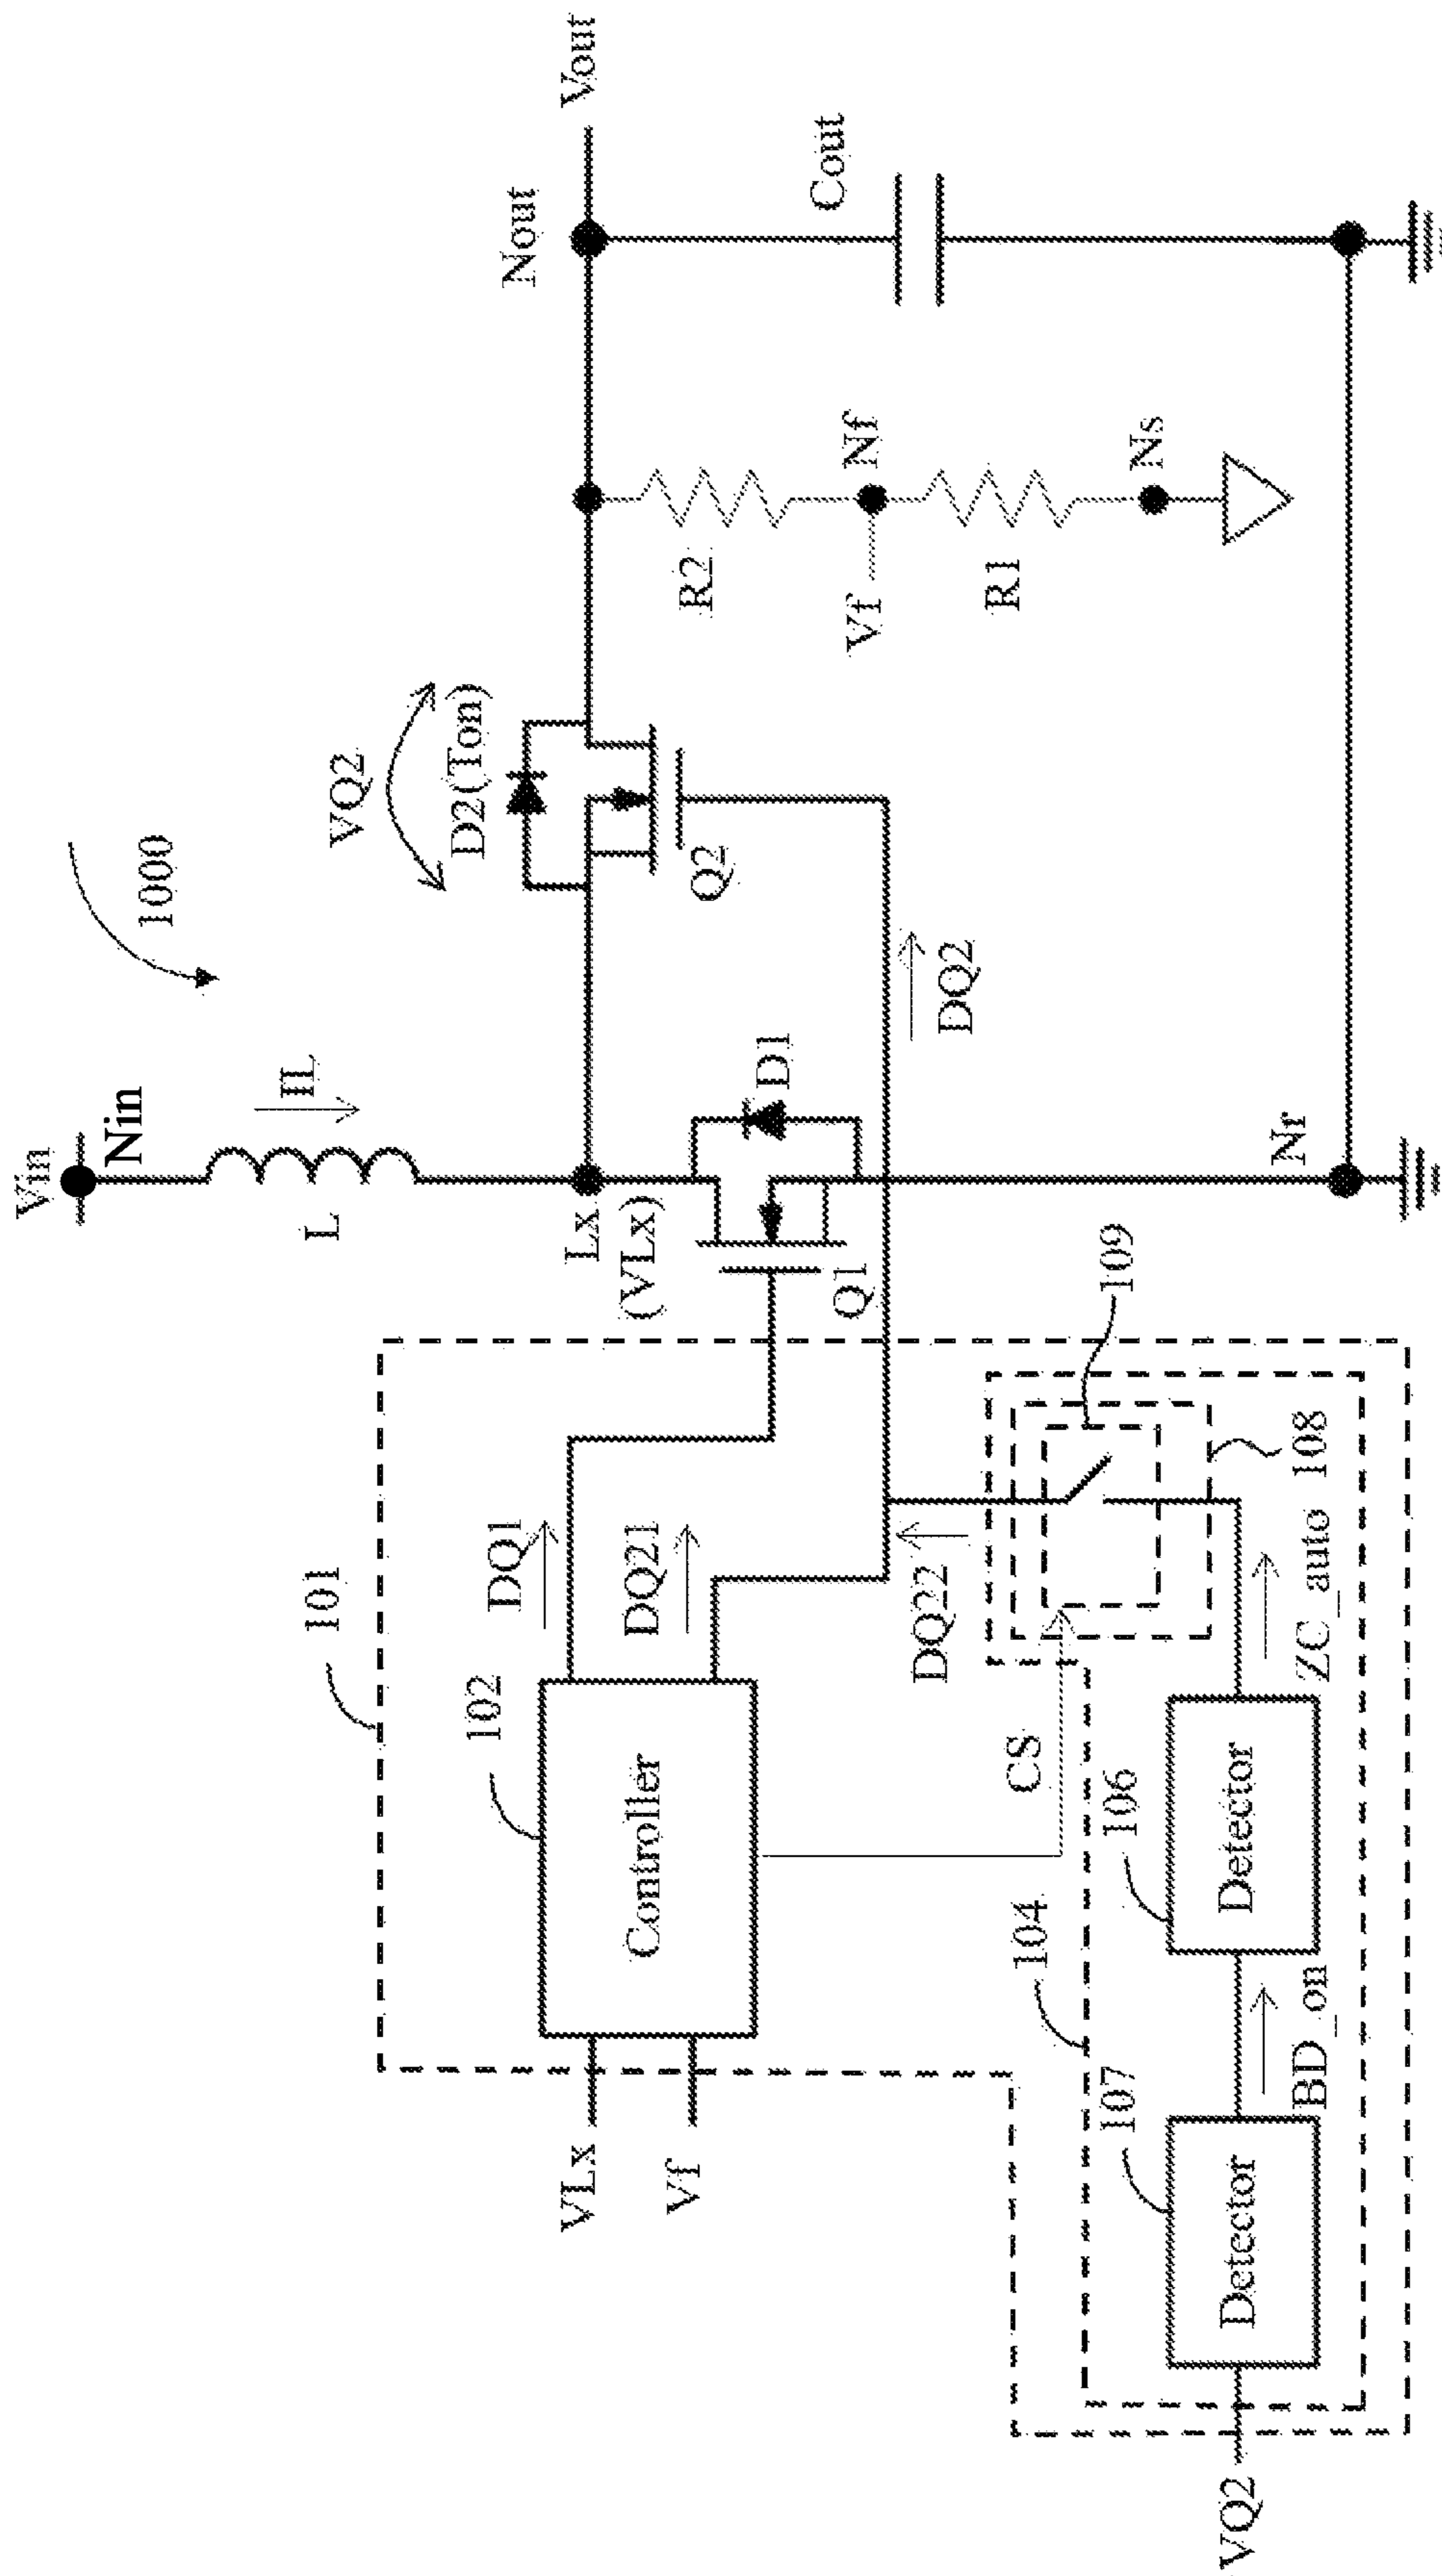 Vin
Nin
1000
L
IL
VQ2
D2(Ton)
Nout
Vout
Lx
(VLx)
Q2
D1
Q1
R2
Vf
Nf
R1
Ns
Cout
DQ2
Nr
101
102
Controller
VLx
Vf
DQ1
DQ21
DQ22
CS
109
108
104
106
107
Detector
Detector
BD_on
ZC_auto
VQ2